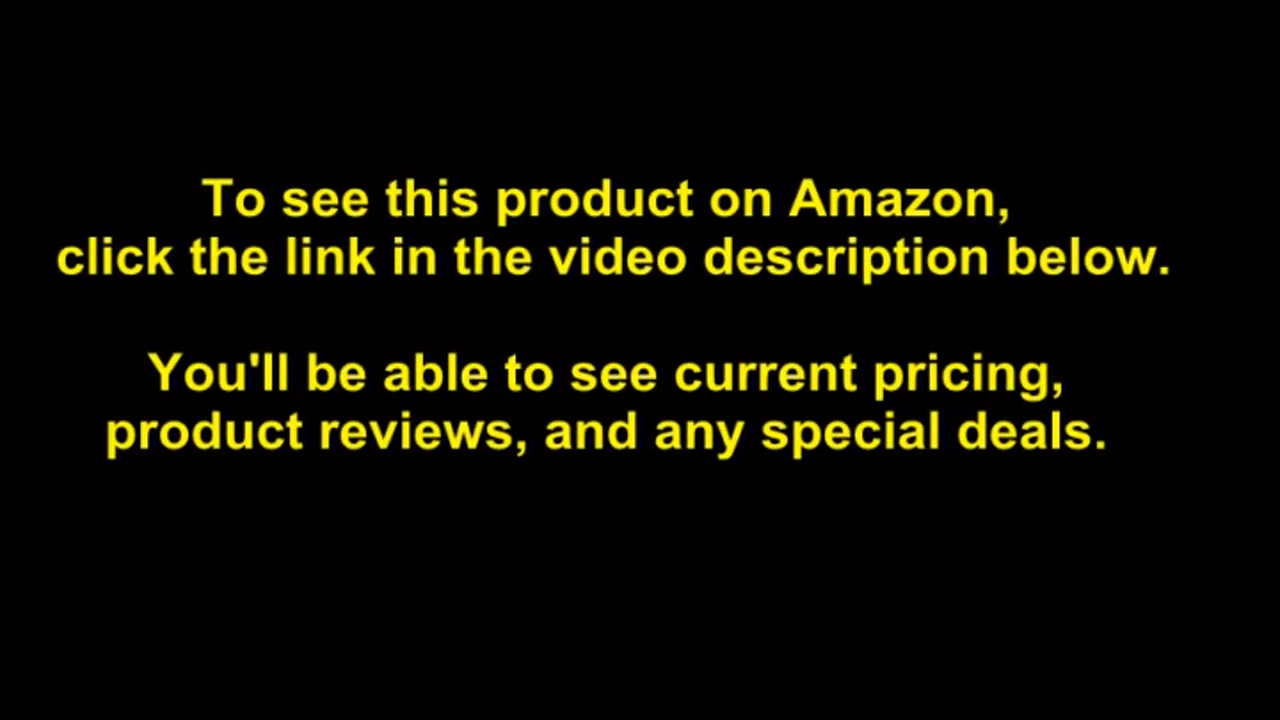 To see this product on Amazon,
click the link in the video description below.
You'll be able to see current pricing,
product reviews, and any special deals.